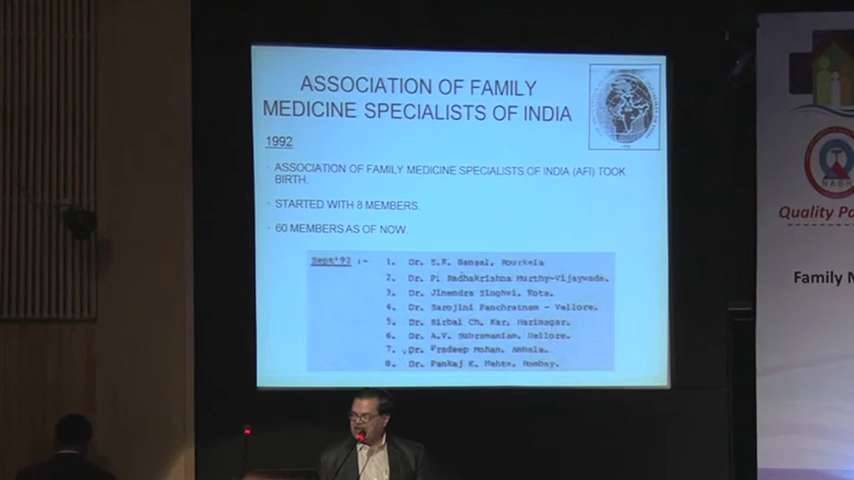 ASSOCIATION OF FAMILY
MEDICINE SPECIALISTS OF INDIA
1992
ASSOCIATION OF FAMILY MEDICINE SPECIALISTS OF INDIA (AFI) TOOK
BIRTH.
STARTED WITH 8 MEMBERS.
60 MEMBERS AS OF NOW.
Sept'92 :- 1. Dr. S.K. Bansal, Rourkela
2. Dr. P. Radhakrishna Murthy-Vijaywada.
3. Dr. Jinendra Singhvi, Kota.
4. Dr. Sarojini Panchratnam - Vellore.
5. Dr. Birbal Ch. Kar, Harinagar.
6. Dr. A.V. Subramaniam, Nellore.
7. Dr. Pradeep Mohan, Ambala.
8. Dr. Pankaj K. Mehta, Bombay.
NABH
Quality
Family